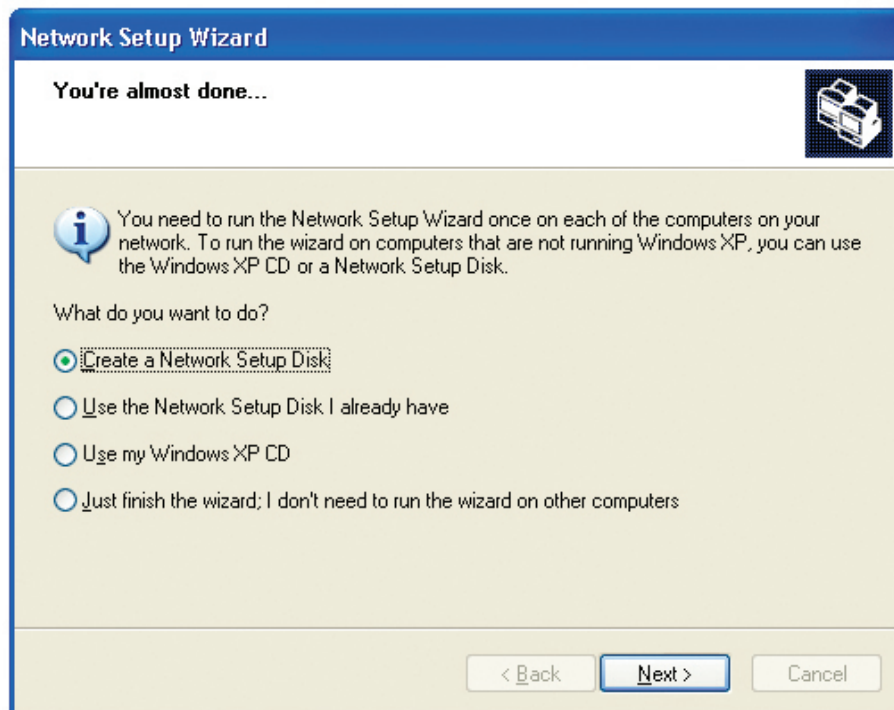 Network Setup Wizard
You're almost done...
You need to run the Network Setup Wizard once on each of the computers on your
network. To run the wizard on computers that are not running Windows XP, you can use
the Windows XP CD or a Network Setup Disk.
What do you want to do?
Create a Network Setup Disk
Use the Network Setup Disk I already have
Use my Windows XP CD
Just finish the wizard; I don't need to run the wizard on other computers
< Back Next > Cancel